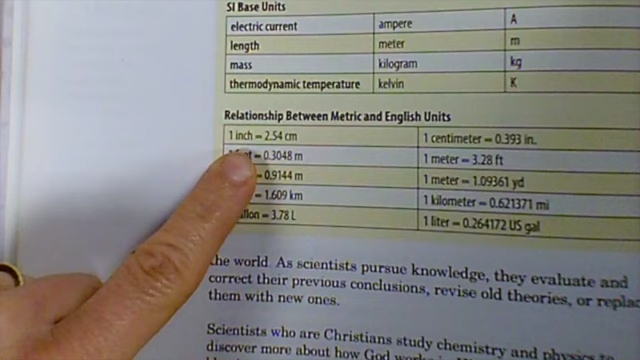 SI Base Units
electric current ampere A
length meter m
mass kilogram kg
thermodynamic temperature kelvin K
Relationship Between Metric and English Units
1 inch = 2.54 cm 1 centimeter = 0.393 in.
= 0.3048 m 1 meter = 3.28 ft
= 0.9144 m 1 meter = 1.09361 yd
= 1.609 km 1 kilometer = 0.621371 mi
= 3.78 L 1 liter = 0.264172 US gal
the world. As scientists pursue knowledge, they evaluate and
correct their previous conclusions, revise old theories, or
them with new ones.
Scientists who are Christians study chemistry and physics to
discover more about how God